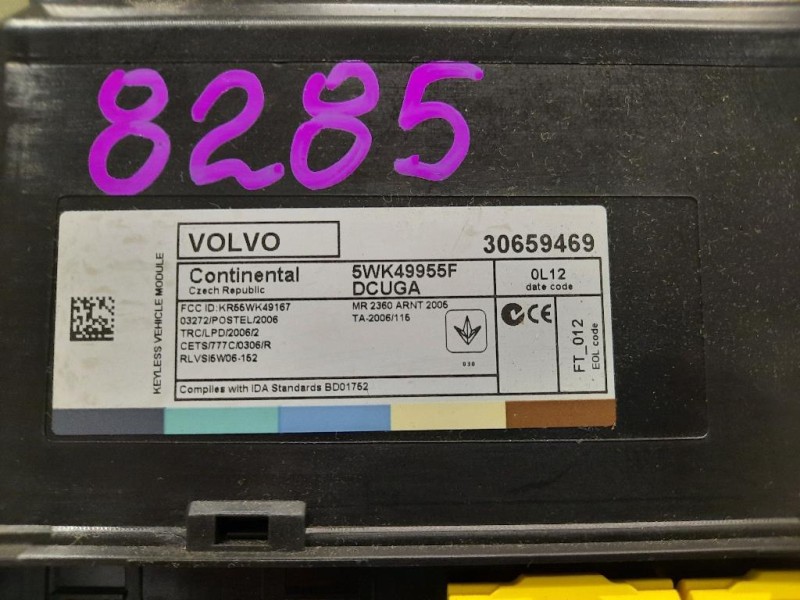 8285
VOLVO
30659469
Continental
Czech Republic
5WK49955F
DCUGA
0L12
date code
KEYLESS VEHICLE MODULE
FCC ID:KR55WK49167
03272/POSTEL/2006
TRC/LPD/2006/2
CETS/777C/0306/R
RLVSI5W06-152
MR 2360 ARNT 2005
TA-2006/115
CE
FT_012
EOL code
Complies with IDA Standards BD01752